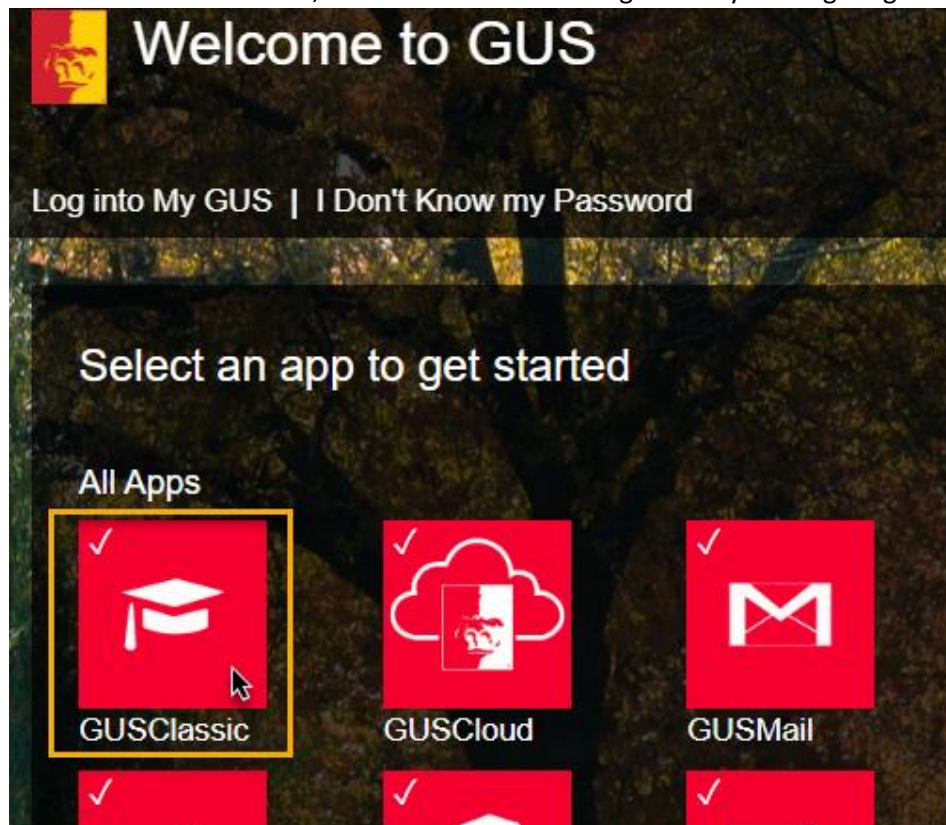 Welcome to GUS
Log into My GUS | I Don't Know my Password
Select an app to get started
All Apps
GUSClassic
GUSCloud
GUSMail